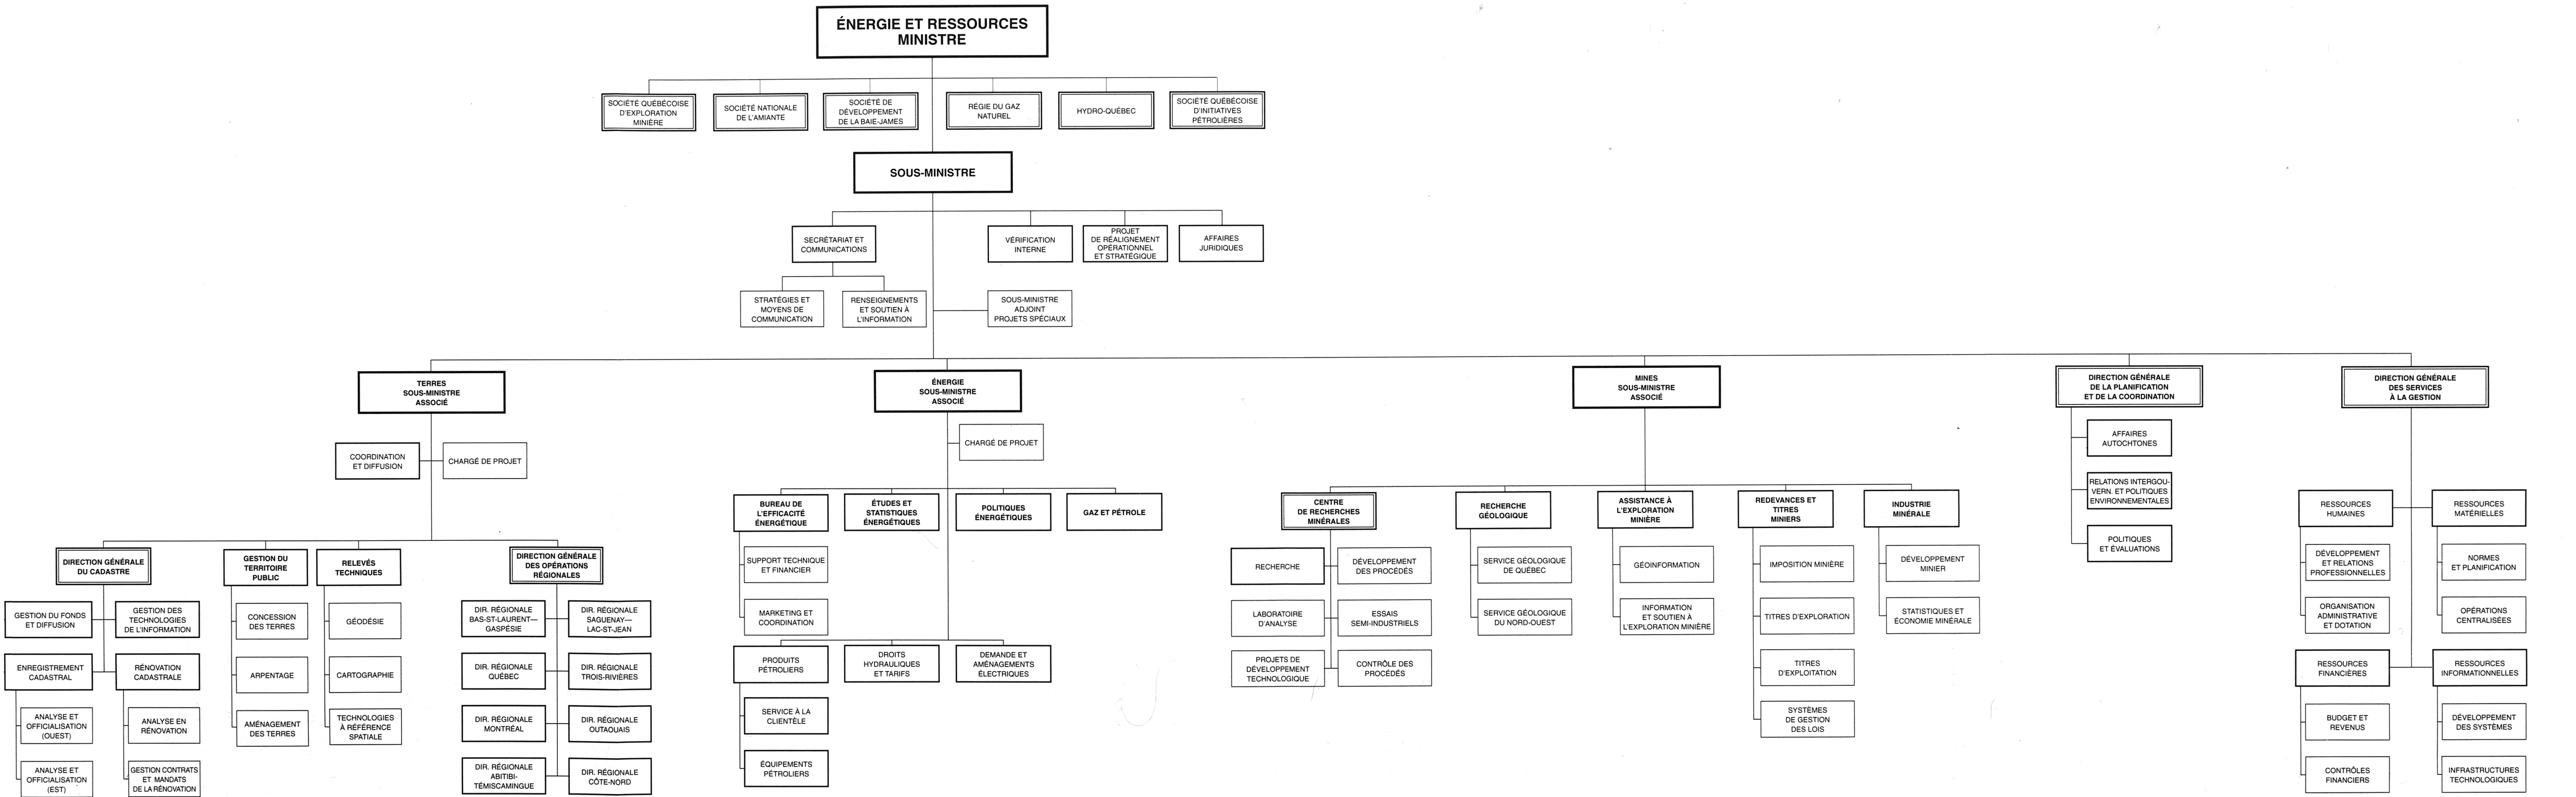 ÉNERGIE ET RESSOURCES
MINISTRE
SOCIÉTÉ QUÉBÉCOISE
D'EXPLORATION
MINIÈRE
SOCIÉTÉ NATIONALE
DE L'AMIANTE
SOCIÉTÉ DE
DÉVELOPPEMENT
DE LA BAIE-JAMES
RÉGIE DU GAZ
NATUREL
HYDRO-QUÉBEC
SOCIÉTÉ QUÉBÉCOISE
D'INITIATIVES
PÉTROLIÈRES
SOUS-MINISTRE
SECRÉTARIAT ET
COMMUNICATIONS
VÉRIFICATION
INTERNE
PROJET
DE RÉALIGNEMENT
OPÉRATIONNEL
ET STRATÉGIQUE
AFFAIRES
JURIDIQUES
STRATÉGIES ET
MOYENS DE
COMMUNICATION
RENSEIGNEMENTS
ET SOUTIEN À
L'INFORMATION
SOUS-MINISTRE
ADJOINT
PROJETS SPÉCIAUX
TERRES
SOUS-MINISTRE
ASSOCIÉ
COORDINATION
ET DIFFUSION
CHARGÉ DE PROJET
DIRECTION GÉNÉRALE
DU CADASTRE
GESTION DU FONDS
ET DIFFUSION
GESTION DES
TECHNOLOGIES
DE L'INFORMATION
ENREGISTREMENT
CADASTRAL
RÉNOVATION
CADASTRALE
ANALYSE ET
OFFICIALISATION
(OUEST)
ANALYSE EN
RÉNOVATION
ANALYSE ET
OFFICIALISATION
(EST)
GESTION CONTRATS
ET MANDATS
DE LA RÉNOVATION
GESTION DU
TERRITOIRE
PUBLIC
CONCESSION
DES TERRES
ARPENTAGE
AMÉNAGEMENT
DES TERRES
RELEVÉS
TECHNIQUES
GÉODÉSIE
CARTOGRAPHIE
TECHNOLOGIES
À RÉFÉRENCE
SPATIALE
DIRECTION GÉNÉRALE
DES OPÉRATIONS
RÉGIONALES
DIR. RÉGIONALE
BAS-ST-LAURENT—
GASPÉSIE
DIR. RÉGIONALE
SAGUENAY—
LAC-ST-JEAN
DIR. RÉGIONALE
QUÉBEC
DIR. RÉGIONALE
TROIS-RIVIÈRES
DIR. RÉGIONALE
MONTRÉAL
DIR. RÉGIONALE
OUTAOUAIS
DIR. RÉGIONALE
ABITIBI-
TÉMISCAMINGUE
DIR. RÉGIONALE
CÔTE-NORD
ÉNERGIE
SOUS-MINISTRE
ASSOCIÉ
CHARGÉ DE PROJET
BUREAU DE
L'EFFICACITÉ
ÉNERGÉTIQUE
ÉTUDES ET
STATISTIQUES
ÉNERGÉTIQUES
POLITIQUES
ÉNERGÉTIQUES
GAZ ET PÉTROLE
SUPPORT TECHNIQUE
ET FINANCIER
MARKETING ET
COORDINATION
PRODUITS
PÉTROLIERS
DROITS
HYDRAULIQUES
ET TARIFS
DEMANDE ET
AMÉNAGEMENTS
ÉLECTRIQUES
SERVICE À LA
CLIENTÈLE
ÉQUIPEMENTS
PÉTROLIERS
MINES
SOUS-MINISTRE
ASSOCIÉ
CENTRE
DE RECHERCHES
MINÉRALES
RECHERCHE
DÉVELOPPEMENT
DES PROCÉDÉS
LABORATOIRE
D'ANALYSE
ESSAIS
SEMI-INDUSTRIELS
PROJETS DE
DÉVELOPPEMENT
TECHNOLOGIQUE
CONTRÔLE DES
PROCÉDÉS
RECHERCHE
GÉOLOGIQUE
SERVICE GÉOLOGIQUE
DE QUÉBEC
SERVICE GÉOLOGIQUE
DU NORD-OUEST
ASSISTANCE À
L'EXPLORATION
MINIÈRE
GÉOINFORMATION
INFORMATION
ET SOUTIEN À
L'EXPLORATION MINIÈRE
REDEVANCES ET
TITRES
MINIERS
IMPOSITION MINIÈRE
TITRES D'EXPLORATION
TITRES
D'EXPLOITATION
SYSTÈMES
DE GESTION
DES LOIS
INDUSTRIE
MINÉRALE
DÉVELOPPEMENT
MINIER
STATISTIQUES ET
ÉCONOMIE MINÉRALE
DIRECTION GÉNÉRALE
DE LA PLANIFICATION
ET DE LA COORDINATION
AFFAIRES
AUTOCHTONES
RELATIONS INTERGOU-
VERN. ET POLITIQUES
ENVIRONNEMENTALES
POLITIQUES
ET ÉVALUATIONS
DIRECTION GÉNÉRALE
DES SERVICES
À LA GESTION
RESSOURCES
HUMAINES
RESSOURCES
MATÉRIELLES
DÉVELOPPEMENT
ET RELATIONS
PROFESSIONNELLES
NORMES
ET PLANIFICATION
ORGANISATION
ADMINISTRATIVE
ET DOTATION
OPÉRATIONS
CENTRALISÉES
RESSOURCES
FINANCIÈRES
RESSOURCES
INFORMATIONNELLES
BUDGET ET
REVENUS
DÉVELOPPEMENT
DES SYSTÈMES
CONTRÔLES
FINANCIERS
INFRASTRUCTURES
TECHNOLOGIQUES